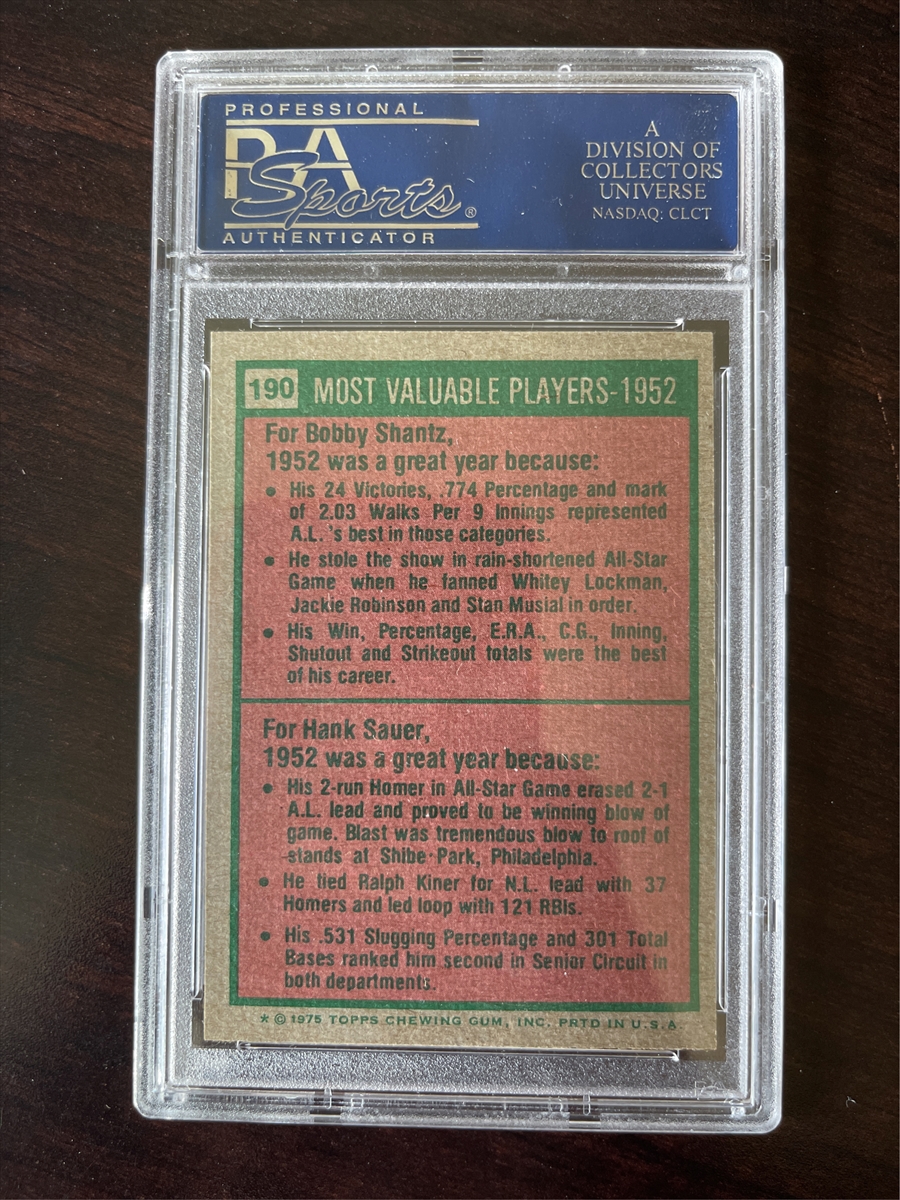 PROFESSIONAL
PSA
Sports®
AUTHENTICATOR
A
DIVISION OF
COLLECTORS
UNIVERSE
NASDAQ: CLCT
190 MOST VALUABLE PLAYERS-1952
For Bobby Shantz,
1952 was a great year because:
• His 24 Victories, .774 Percentage and mark
of 2.03 Walks Per 9 Innings represented
A.L.'s best in those categories.
• He stole the show in rain-shortened All-Star
Game when he fanned Whitey Lockman,
Jackie Robinson and Stan Musial in order.
• His Win, Percentage, E.R.A., C.G., Inning,
Shutout and Strikeout totals were the best
of his career.
For Hank Sauer,
1952 was a great year because:
• His 2-run Homer in All-Star Game erased 2-1
A.L. lead and proved to be winning blow of
game. Blast was tremendous blow to roof of
stands at Shibe Park, Philadelphia.
• He tied Ralph Kiner for N.L. lead with 37
Homers and led loop with 121 RBIs.
• His .531 Slugging Percentage and 301 Total
Bases ranked him second in Senior Circuit in
both departments.
* © 1975 TOPPS CHEWING GUM, INC. PRTD IN U.S.A